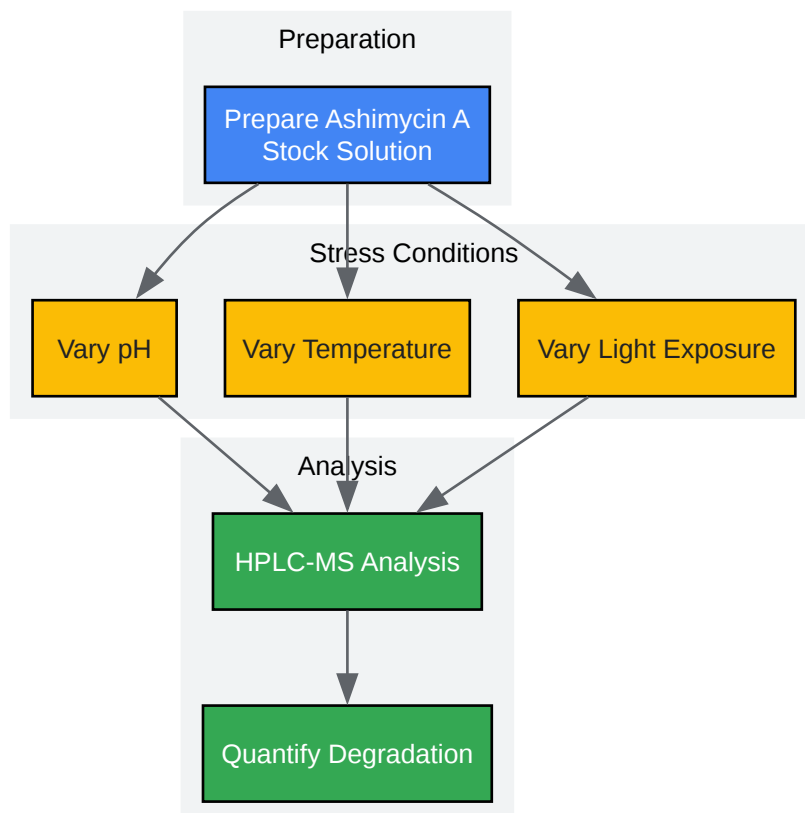 Preparation
Prepare Ashimycin A
Stock Solution
Stress Conditions
Vary pH
Vary Temperature
Vary Light Exposure
Analysis
HPLC-MS Analysis
Quantify Degradation